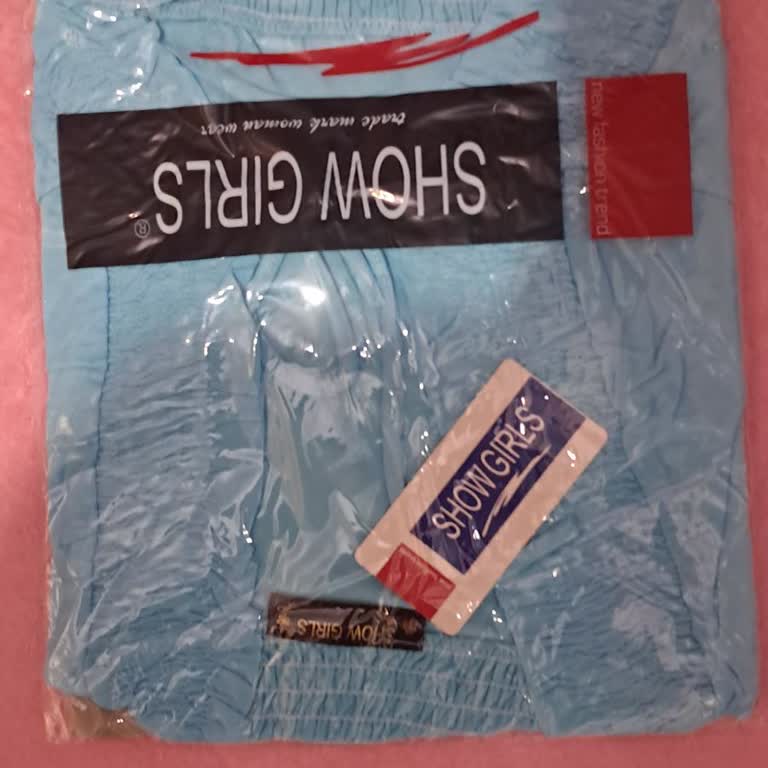 SHOW GIRLS ®
trade mark woman wear
new fashion trend
SHOW GIRLS
SHOW GIRLS